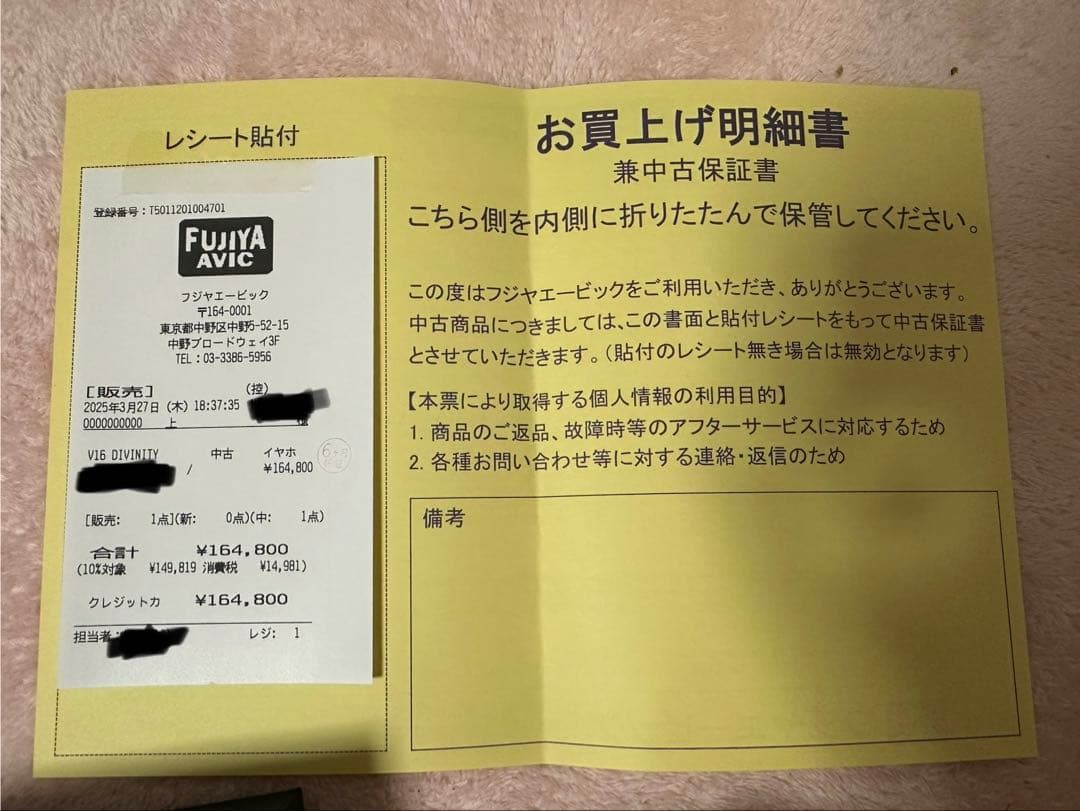 レシート貼付
登録番号:T5011201004701
FUJIYA
AVIC
フジヤエービック
〒164-0001
東京都中野区中野5-52-15
中野ブロードウェイ3F
TEL:03-3386-5956
[販売] (控)
2025年3月27日 (木) 18:37:35
0000000000 上 様
V16 DIVINITY 中古 イヤホ
/ ¥164,800
6ヶ月
[販売: 1点](新: 0点)(中: 1点)
合計 ¥164,800
(10%対象 ¥149,819 消費税 ¥14,981)
クレジットカ ¥164,800
担当者: レジ: 1
お買上げ明細書
兼中古保証書
こちら側を内側に折りたたんで保管してください。
この度はフジヤエービックをご利用いただき、ありがとうございます。
中古商品につきましては、この書面と貼付レシートをもって中古保証書
とさせていただきます。(貼付のレシート無き場合は無効となります)
【本票により取得する個人情報の利用目的】
1. 商品のご返品、故障時等のアフターサービスに対応するため
2. 各種お問い合わせ等に対する連絡・返信のため
備考